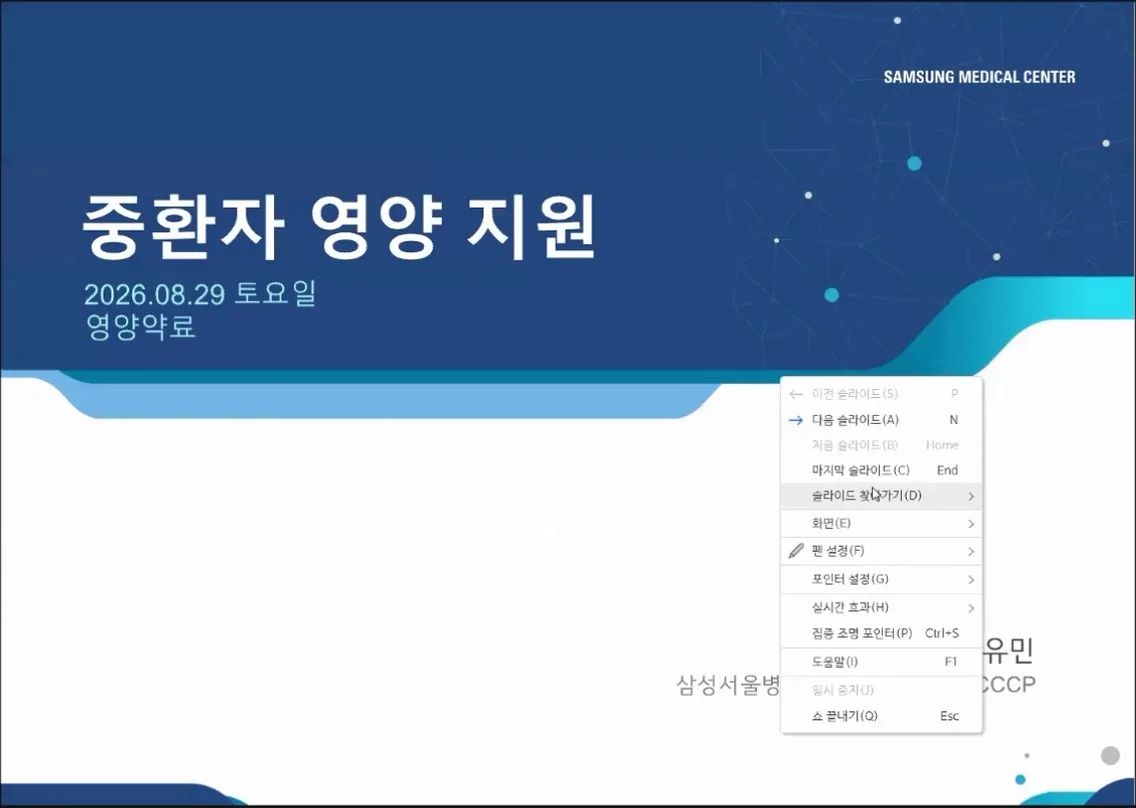 SAMSUNG MEDICAL CENTER
중환자 영양 지원
2026.08.29 토요일
영양약료
이전 슬라이드(S) P
다음 슬라이드(A) N
처음 슬라이드(B) Home
마지막 슬라이드(C) End
슬라이드 찾아가기(D)
화면(E)
펜 설정(F)
포인터 설정(G)
실시간 효과(H)
집중 조명 포인터(P) Ctrl+S
도움말(I) F1
일시 중지(J)
쇼 끝내기(Q) Esc
유민
삼성서울병 CCCP